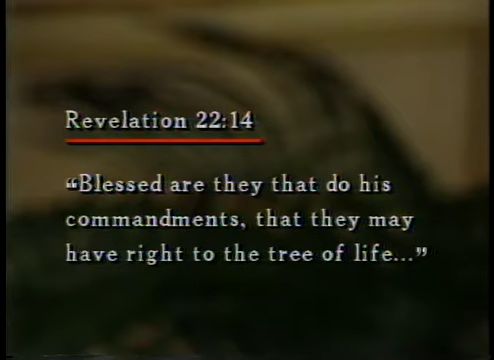 Revelation 22:14
“Blessed are they that do his
commandments, that they may
have right to the tree of life...”